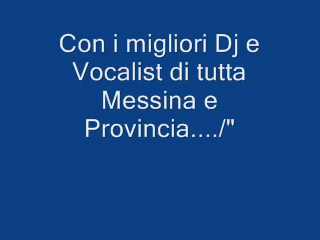 Con i migliori Dj e
Vocalist di tutta
Messina e
Provincia..../"